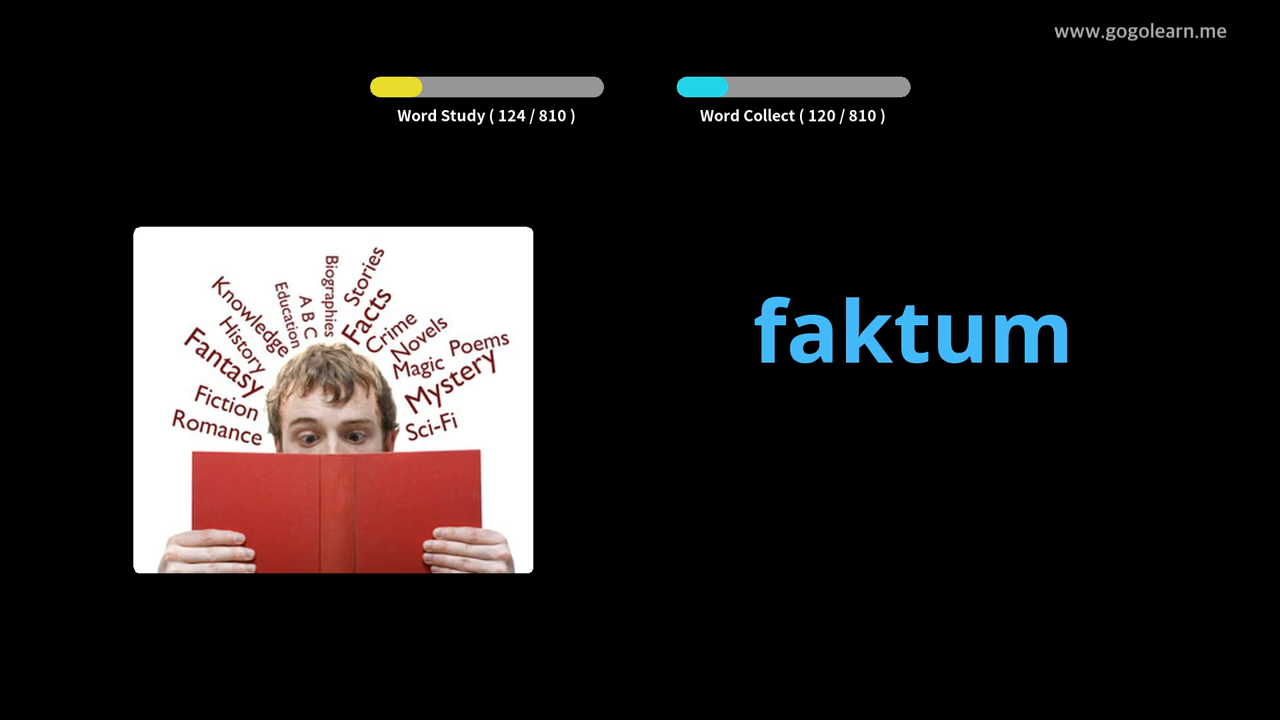 www.gogolearn.me
Word Study ( 124 / 810 )
Word Collect ( 120 / 810 )
faktum
Knowledge
Education
A B C
Biographies
Stories
Facts
Crime
Novels
Poems
Magic
Mystery
Sci-Fi
History
Fantasy
Fiction
Romance